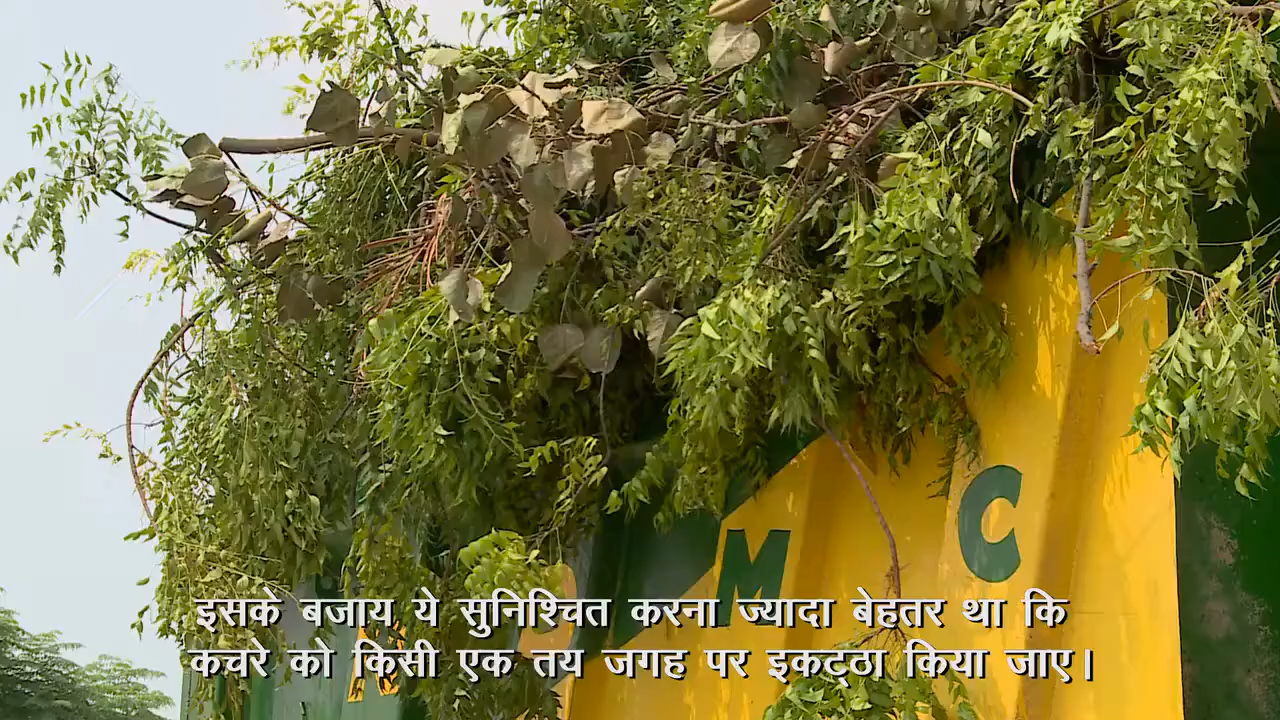 M C
इसके बजाय ये सुनिश्चित करना ज्यादा बेहतर था कि
कचरे को किसी एक तय जगह पर इकट्ठा किया जाए।